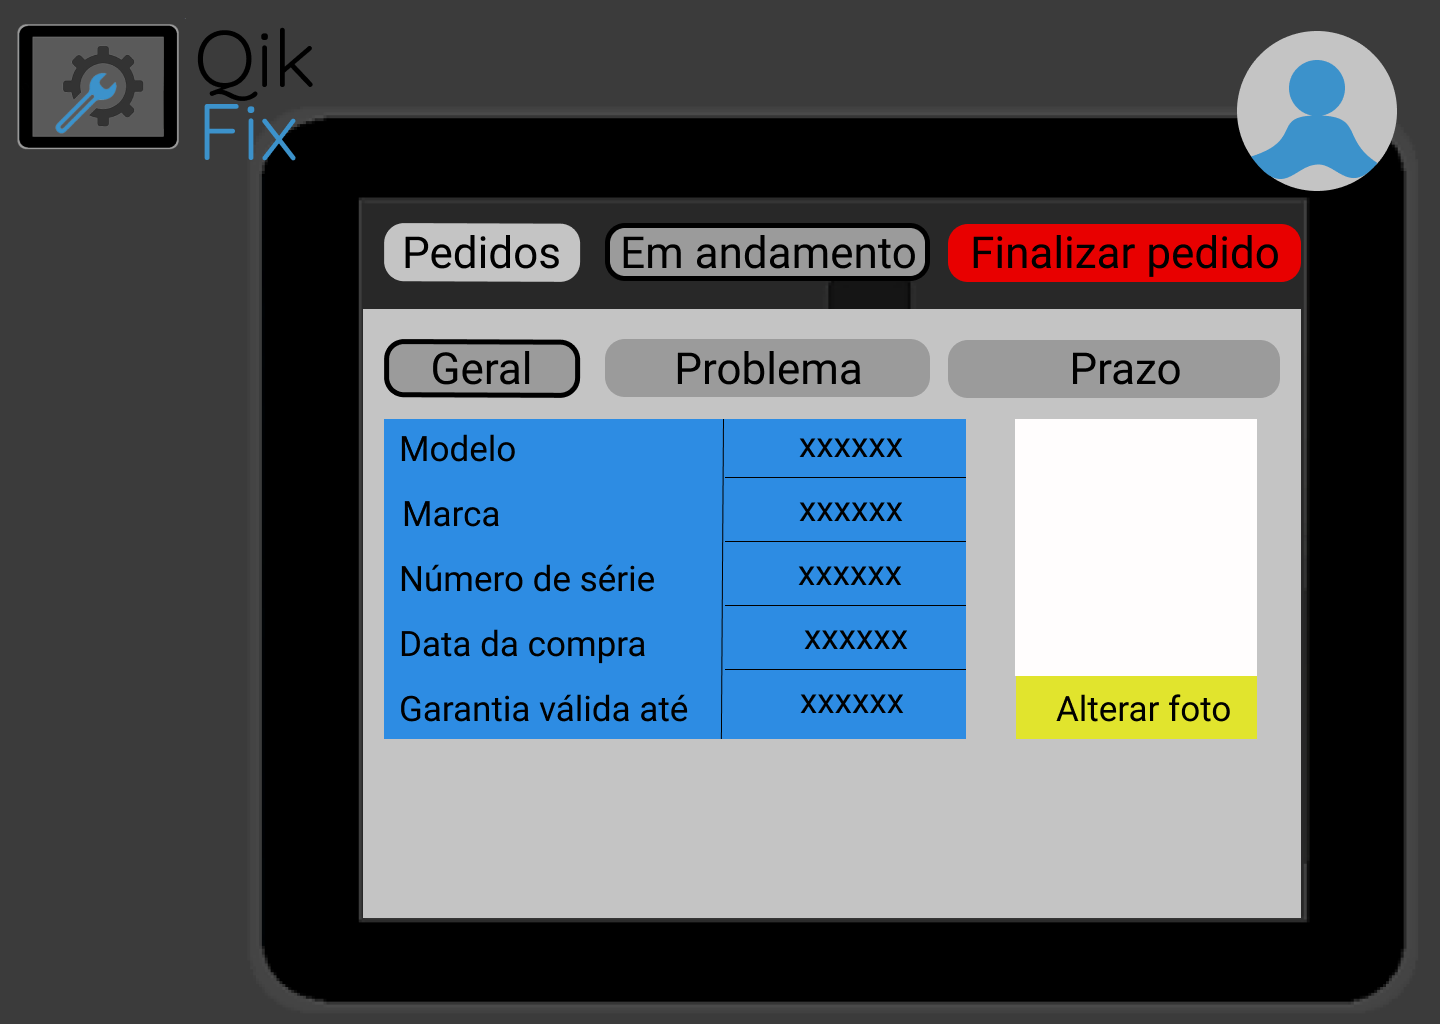 Qik
Fix
Pedidos Em andamento Finalizar pedido
Geral Problema Prazo
Modelo xxxxxx
Marca xxxxxx
Número de série xxxxxx
Data da compra xxxxxx
Garantia válida até xxxxxx
Alterar foto